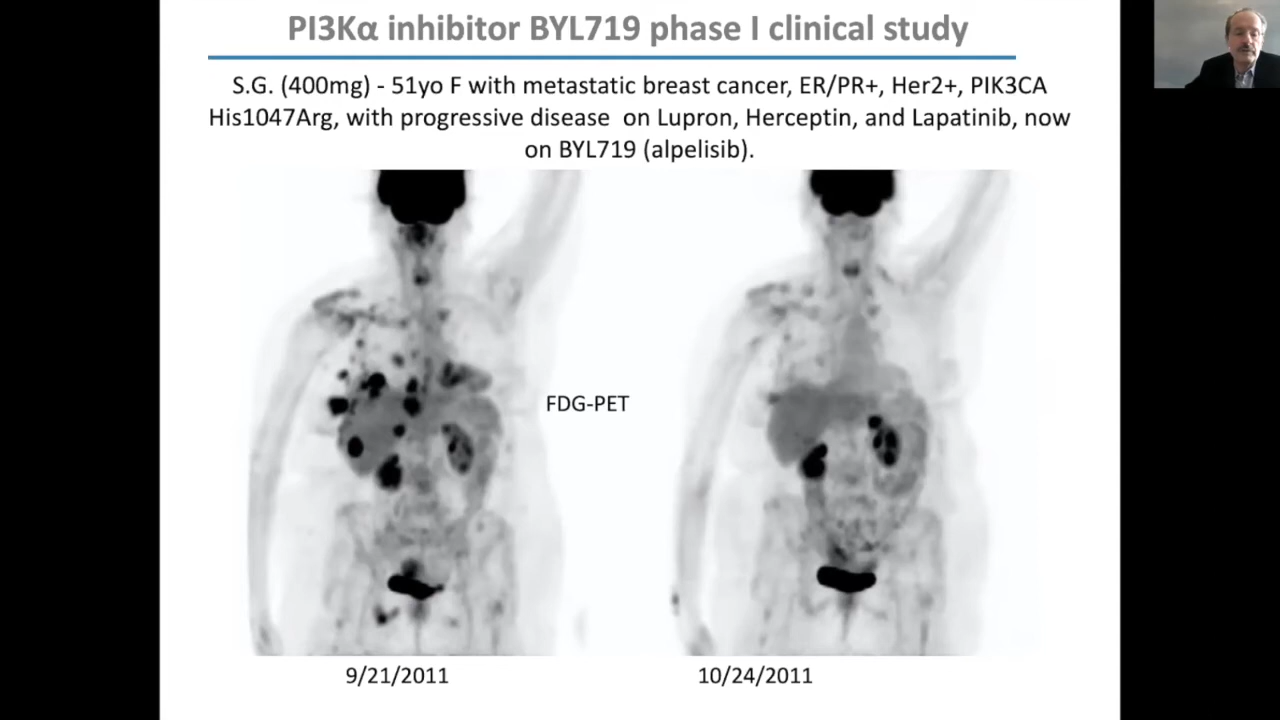 PI3Kα inhibitor BYL719 phase I clinical study
S.G. (400mg) - 51yo F with metastatic breast cancer, ER/PR+, Her2+, PIK3CA
His1047Arg, with progressive disease on Lupron, Herceptin, and Lapatinib, now
on BYL719 (alpelisib).
FDG-PET
9/21/2011
10/24/2011